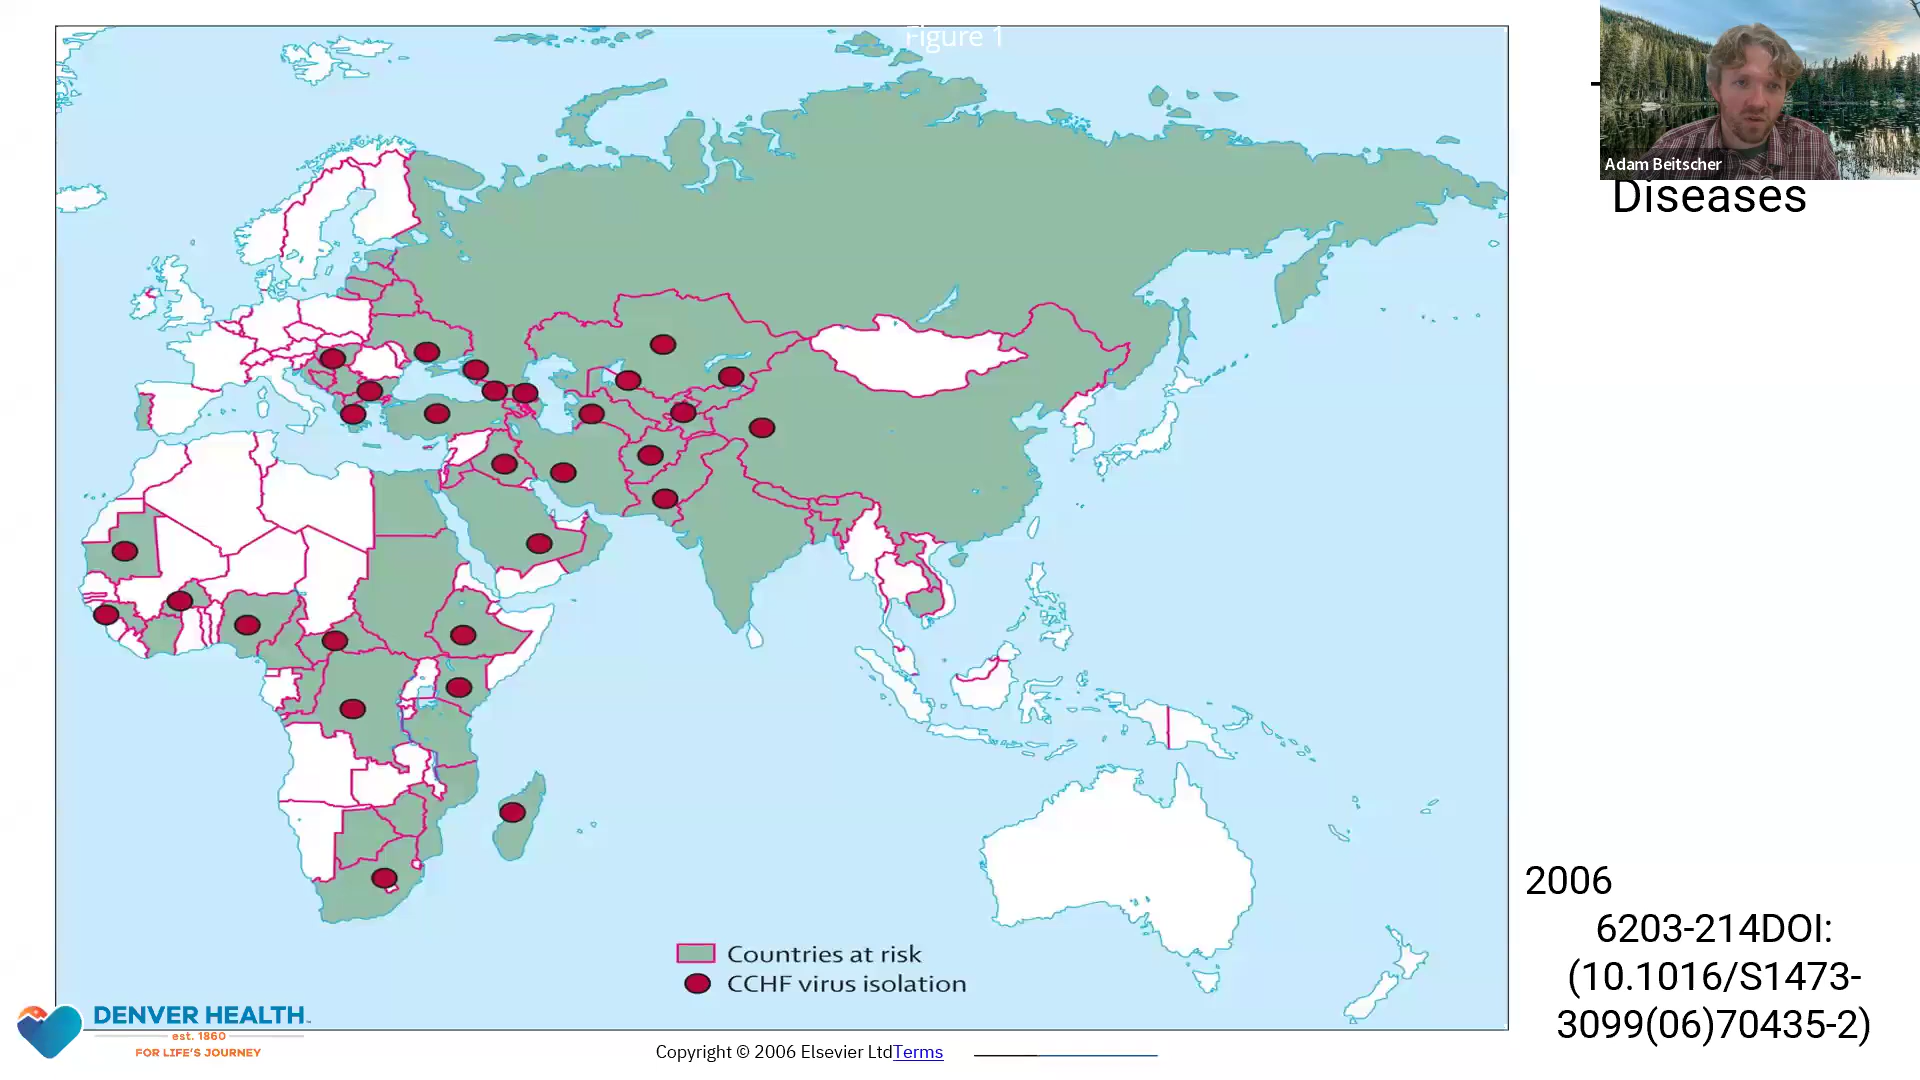 Figure 1
Adam Beitscher
Diseases
2006
6203-214DOI:
(10.1016/S1473-
3099(06)70435-2)
Countries at risk
CCHF virus isolation
DENVER HEALTH
est. 1860
FOR LIFE'S JOURNEY
Copyright © 2006 Elsevier LtdTerms